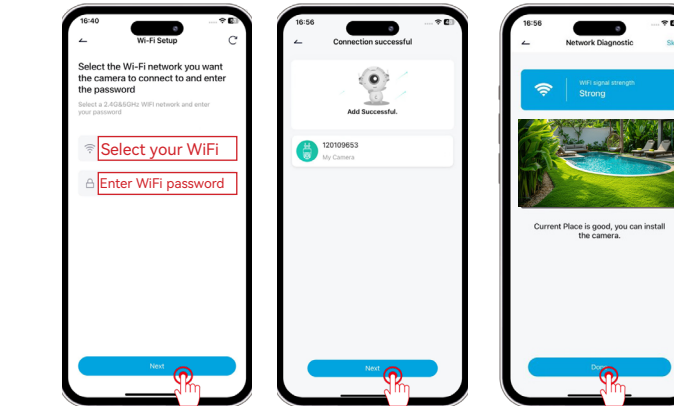 16:40
Wi-Fi Setup
Select the Wi-Fi network you want
the camera to connect to and enter
the password
Select a 2.4G&5GHz WIFI network and enter
your password
Select your WiFi
Enter WiFi password
Next
16:56
Connection successful
Add Successful.
120109653
My Camera
Next
16:56
Network Diagnostic
WiFi signal strength
Strong
Current Place is good, you can install
the camera.